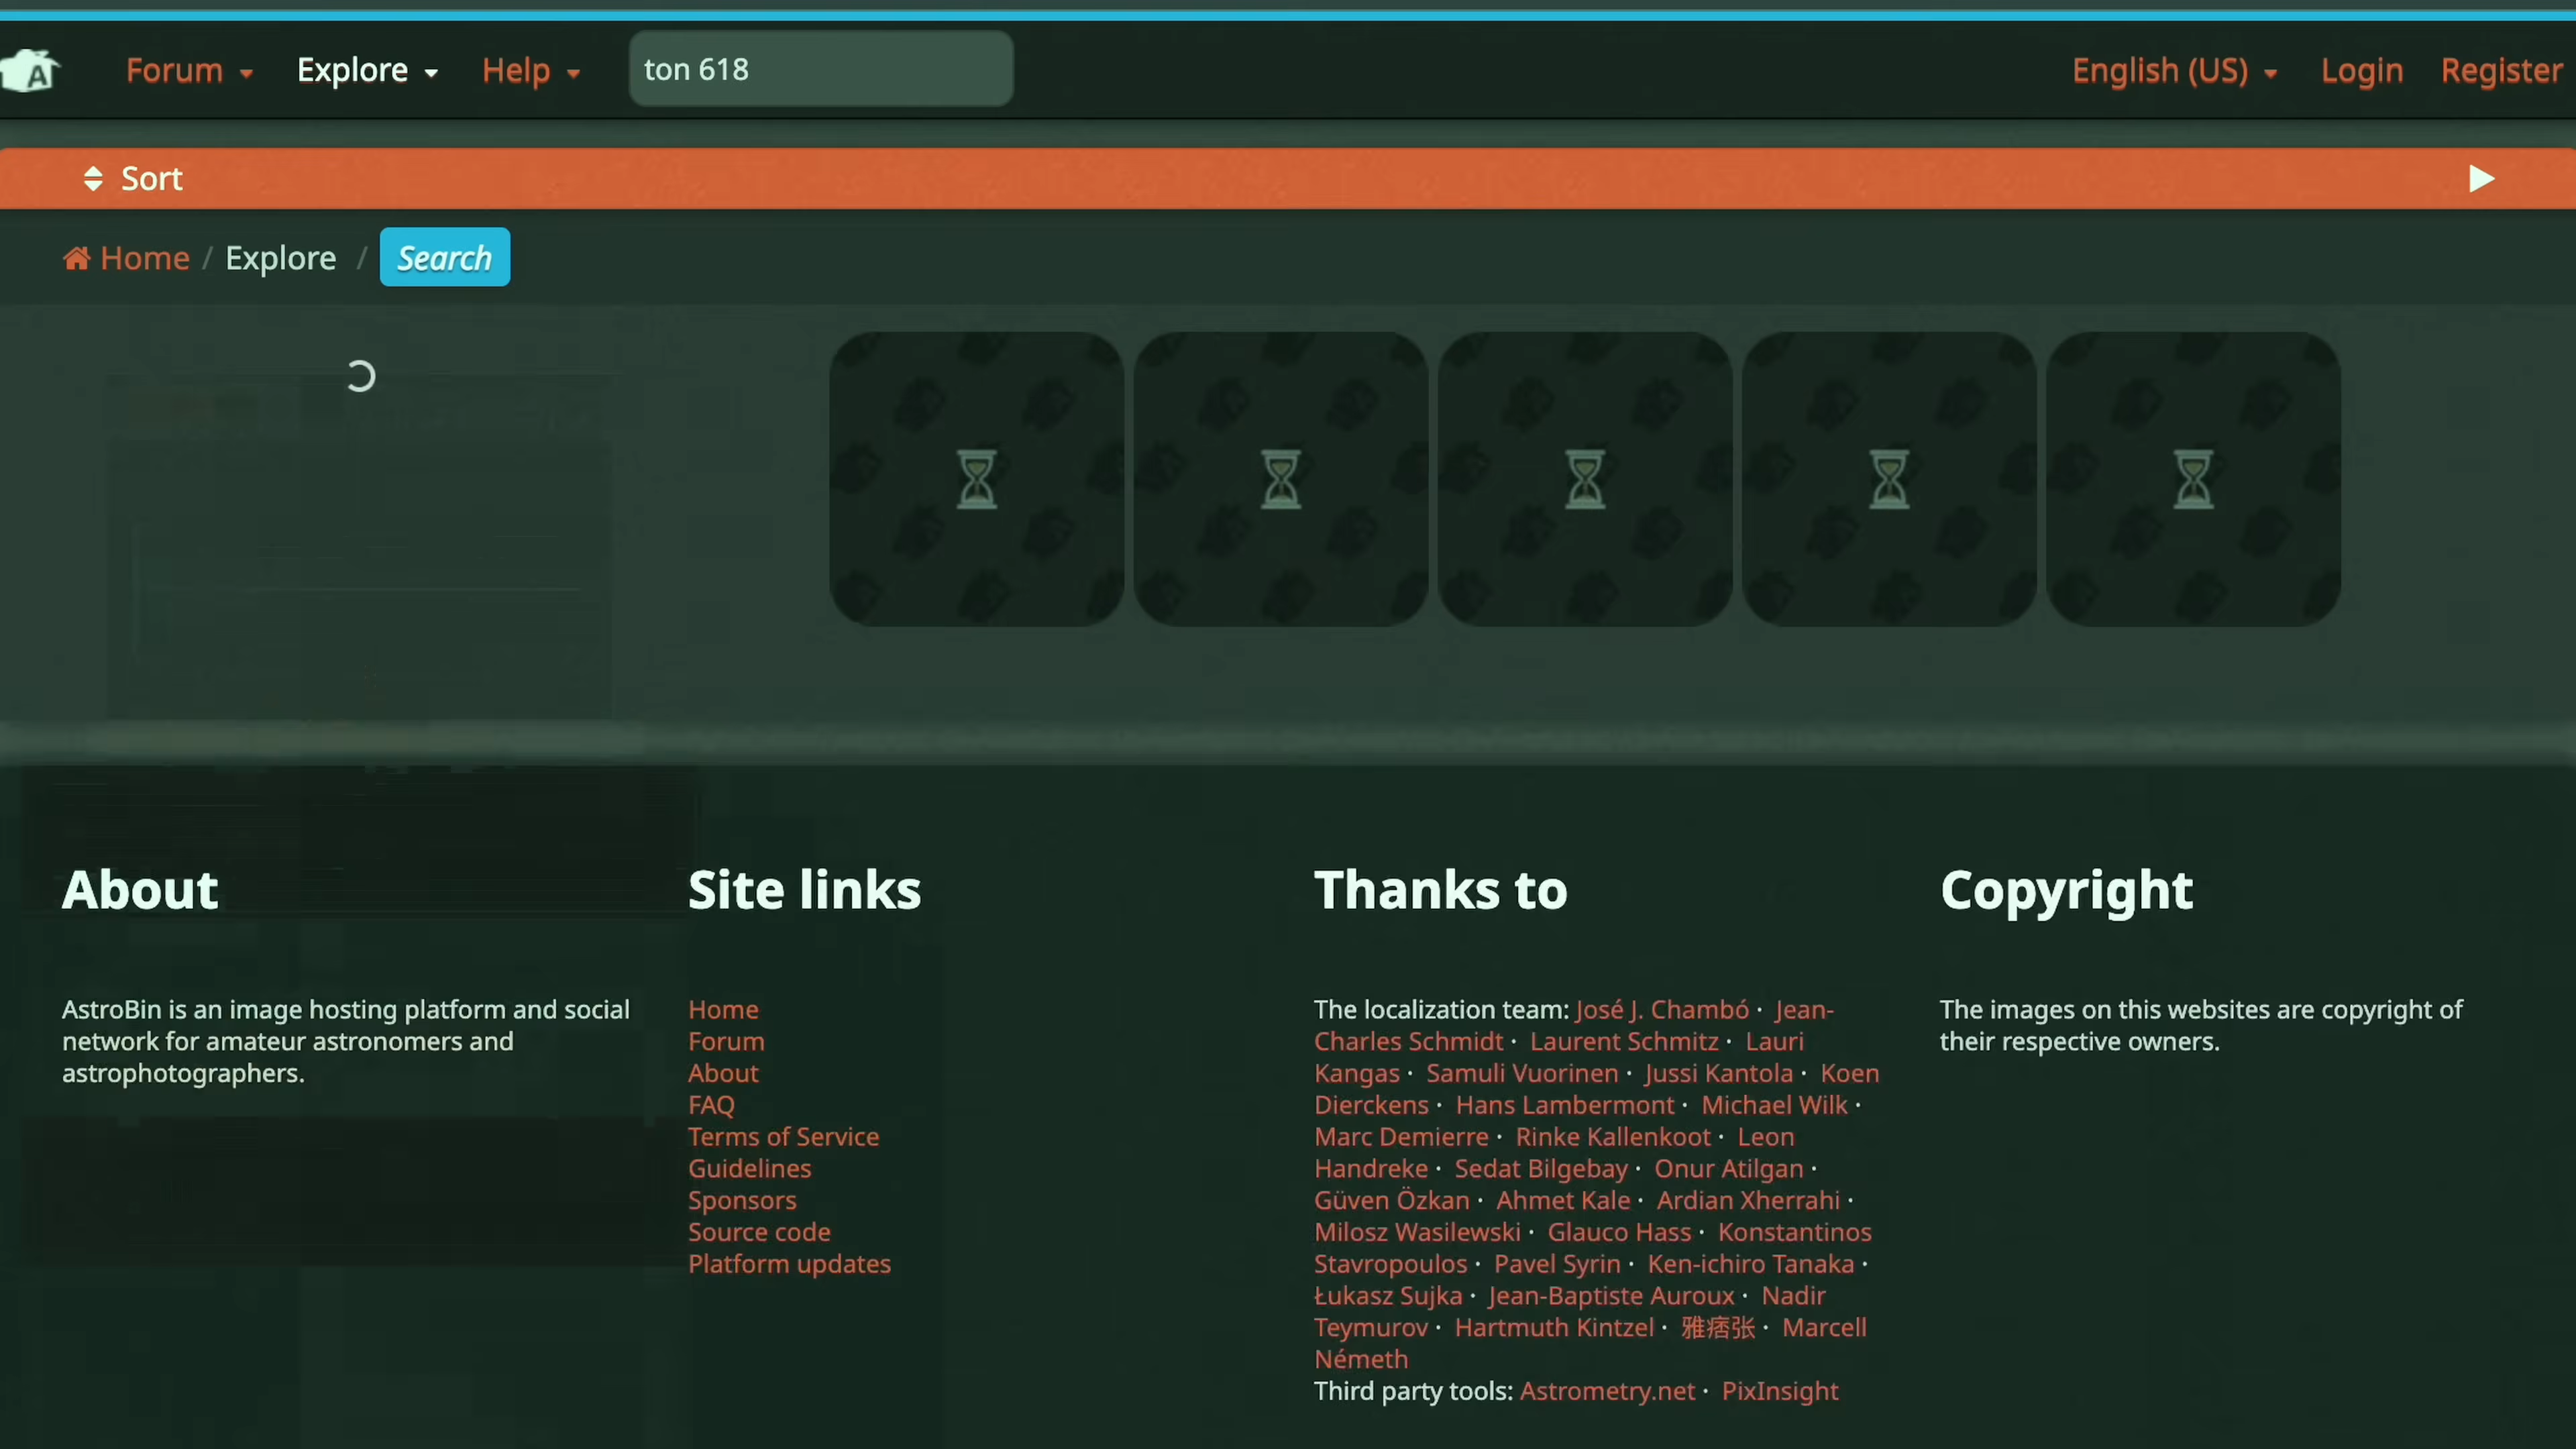 A Forum Explore Help ton 618 English (US) Login Register
Sort
Home / Explore / Search
About
AstroBin is an image hosting platform and social
network for amateur astronomers and
astrophotographers.
Site links
Home
Forum
About
FAQ
Terms of Service
Guidelines
Sponsors
Source code
Platform updates
Thanks to
The localization team: José J. Chambó · Jean-
Charles Schmidt · Laurent Schmitz · Lauri
Kangas · Samuli Vuorinen · Jussi Kantola · Koen
Dierckens · Hans Lambermont · Michael Wilk ·
Marc Demierre · Rinke Kallenkoot · Leon
Handreke · Sedat Bilgebay · Onur Atilgan ·
Güven Özkan · Ahmet Kale · Ardian Xherrahi ·
Milosz Wasilewski · Glauco Hass · Konstantinos
Stavropoulos · Pavel Syrin · Ken-ichiro Tanaka ·
Łukasz Sujka · Jean-Baptiste Auroux · Nadir
Teymurov · Hartmuth Kintzel · 雅痞张 · Marcell
Németh
Third party tools: Astrometry.net · PixInsight
Copyright
The images on this websites are copyright of
their respective owners.